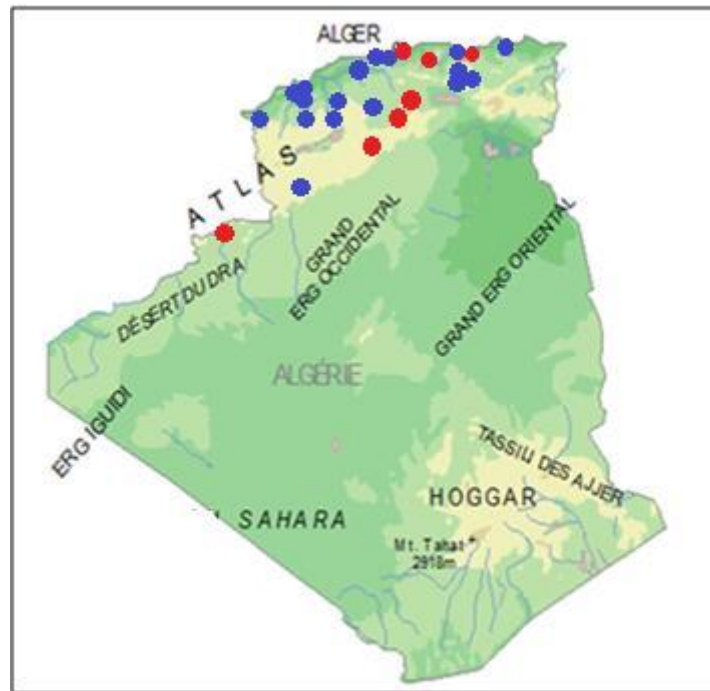 ALGER
ATLAS
GRAND
ERG OCCIDENTAL
GRAND ERG ORIENTAL
DÉSERT DU DRA
ALGÉRIE
ERG IGUIDI
TASSILI DES AJJER
HOGGAR
SAHARA
Mt. Tahat
2918m